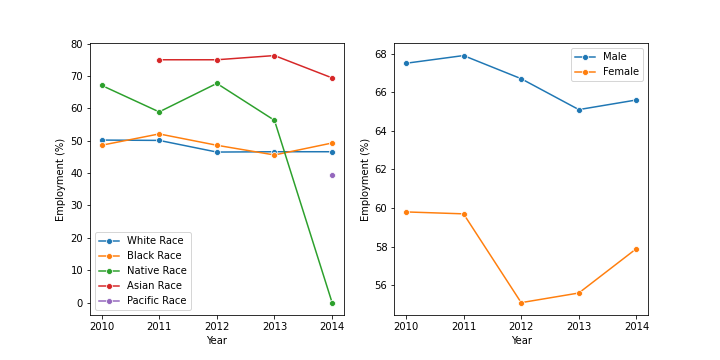 Employment (%)
80
70
60
50
40
30
20
10
0
White Race
Black Race
Native Race
Asian Race
Pacific Race
2010 2011 2012 2013 2014
Year
Employment (%)
68
66
64
62
60
58
56
Male
Female
2010 2011 2012 2013 2014
Year